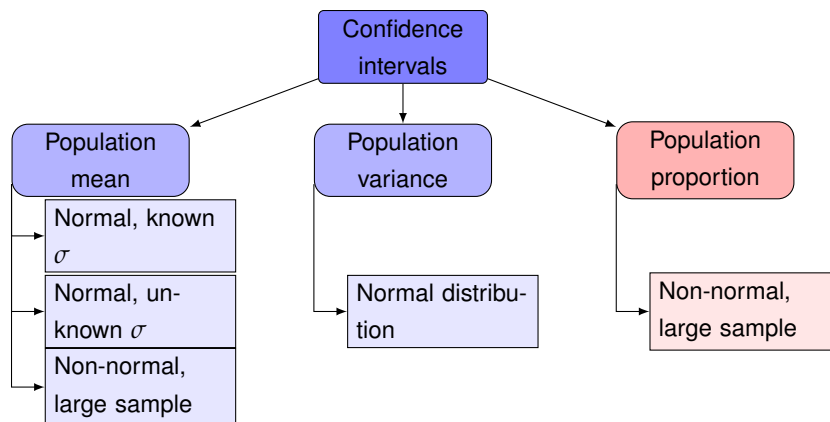 Confidence
intervals
Population
mean
Population
variance
Population
proportion
Normal, known
σ
Normal, un-
known σ
Non-normal,
large sample
Normal distribu-
tion
Non-normal,
large sample